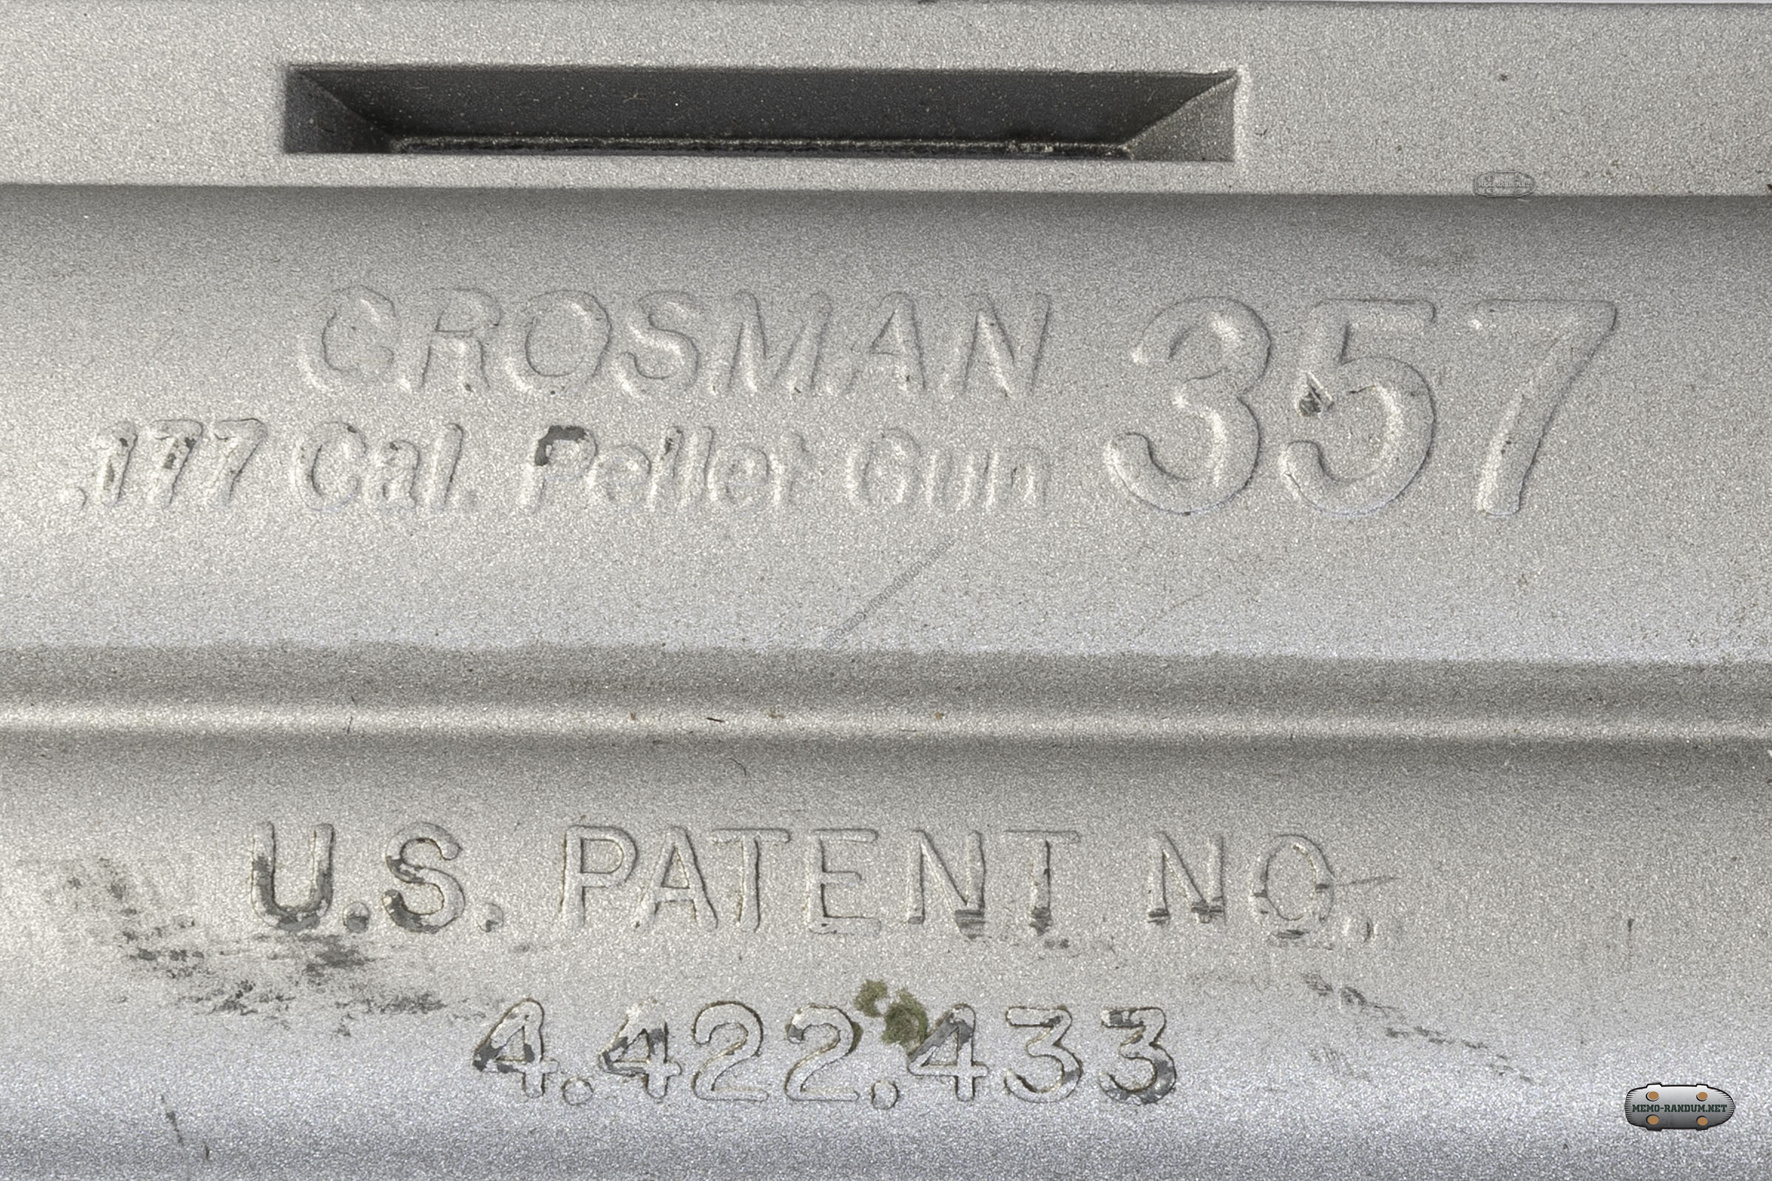 CROSMAN 357
.177 Cal. Pellet Gun
U.S. PATENT NO.
4.422.433
MEMO-RANDUM.NET